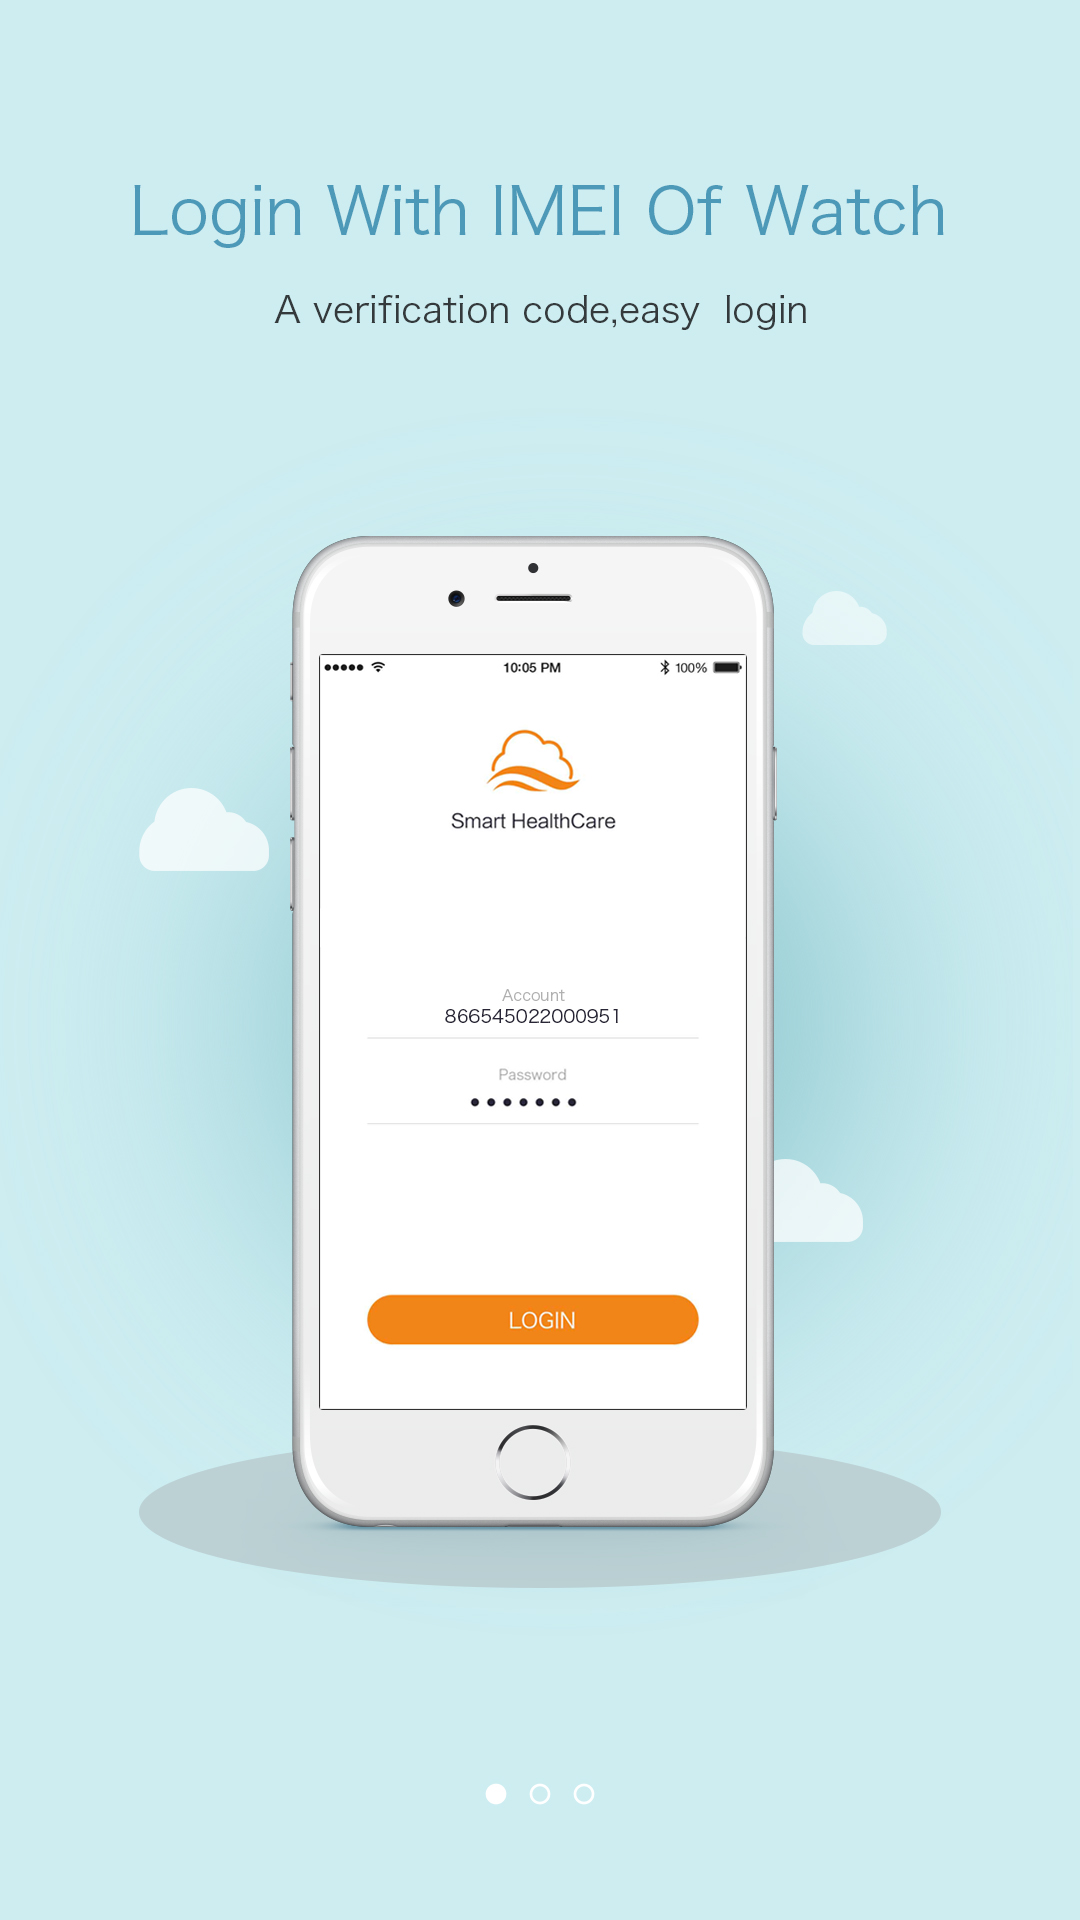 Login With IMEI Of Watch
A verification code,easy  login
10:05 PM
100%
Smart HealthCare
Account
866545022000951
Password
LOGIN